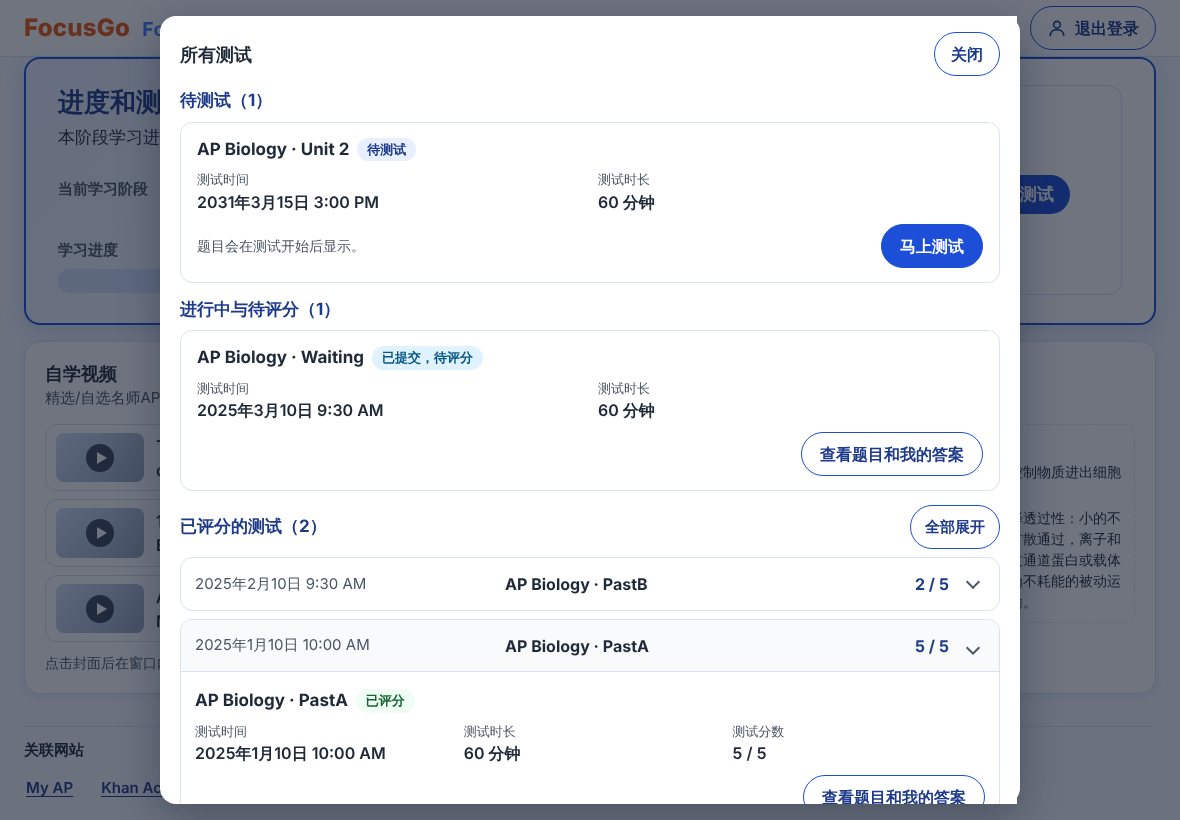 FocusGo Fo
退出登录
所有测试
关闭
进度和测
本阶段学习进
当前学习阶段
学习进度
测试
待测试（1）
AP Biology · Unit 2 待测试
测试时间 测试时长
2031年3月15日 3:00 PM 60 分钟
题目会在测试开始后显示。 马上测试
进行中与待评分（1）
AP Biology · Waiting 已提交，待评分
测试时间 测试时长
2025年3月10日 9:30 AM 60 分钟
查看题目和我的答案
已评分的测试（2） 全部展开
2025年2月10日 9:30 AM AP Biology · PastB 2 / 5
2025年1月10日 10:00 AM AP Biology · PastA 5 / 5
AP Biology · PastA 已评分
测试时间 测试时长 测试分数
2025年1月10日 10:00 AM 60 分钟 5 / 5
查看题目和我的答案
自学视频
精选/自选名师AP
点击封面后在窗口
制物质进出细胞
透过性：小的不
散通过，离子和
通道蛋白或载体
不耗能的被动运
关联网站
My AP Khan Ac